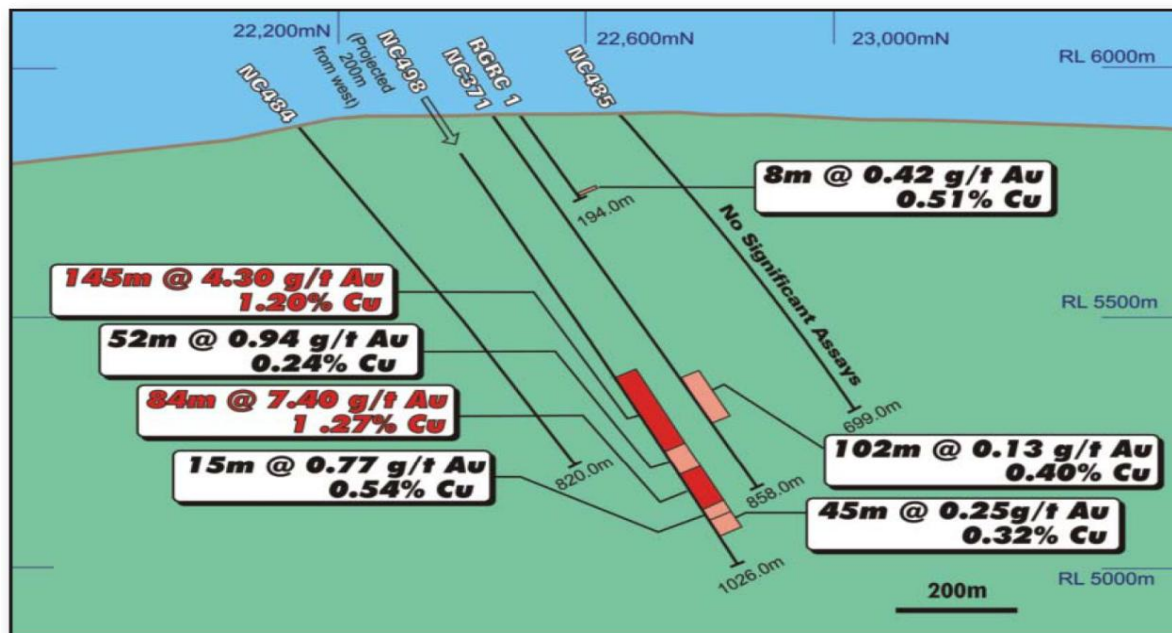 22,200mN
22,600mN
23,000mN
RL 6000m
NC484
(Projected
200m
from west)
NC498
NC371
RGRC 1
NC485
8m @ 0.42 g/t Au
0.51% Cu
194.0m
No Significant Assays
145m @ 4.30 g/t Au
1.20% Cu
RL 5500m
52m @ 0.94 g/t Au
0.24% Cu
84m @ 7.40 g/t Au
1 .27% Cu
699.0m
102m @ 0.13 g/t Au
0.40% Cu
15m @ 0.77 g/t Au
0.54% Cu
820.0m
858.0m
45m @ 0.25g/t Au
0.32% Cu
1026.0m
RL 5000m
200m